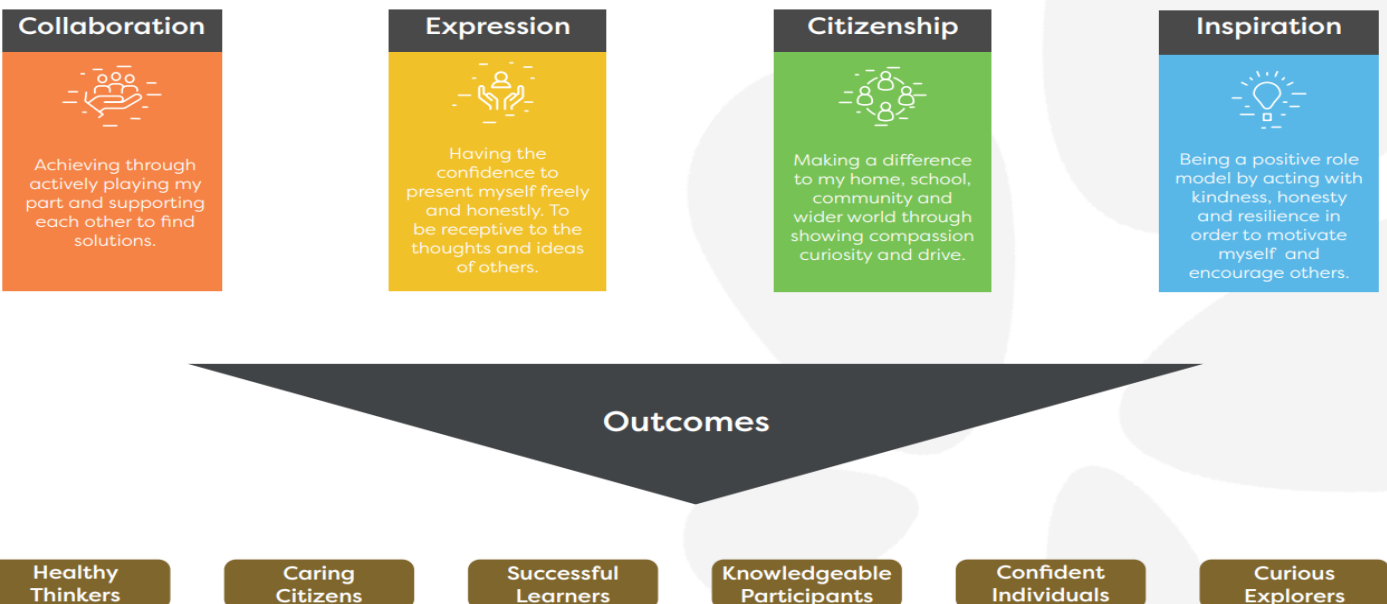 Collaboration
Achieving through
actively playing my
part and supporting
each other to find
solutions.
Expression
Having the
confidence to
present myself freely
and honestly. To
be receptive to the
thoughts and ideas
of others.
Citizenship
Making a difference
to my home, school,
community and
wider world through
showing compassion
curiosity and drive.
Inspiration
Being a positive role
model by acting with
kindness, honesty
and resilience in
order to motivate
myself and
encourage others.
Outcomes
Healthy
Thinkers
Caring
Citizens
Successful
Learners
Knowledgeable
Participants
Confident
Individuals
Curious
Explorers